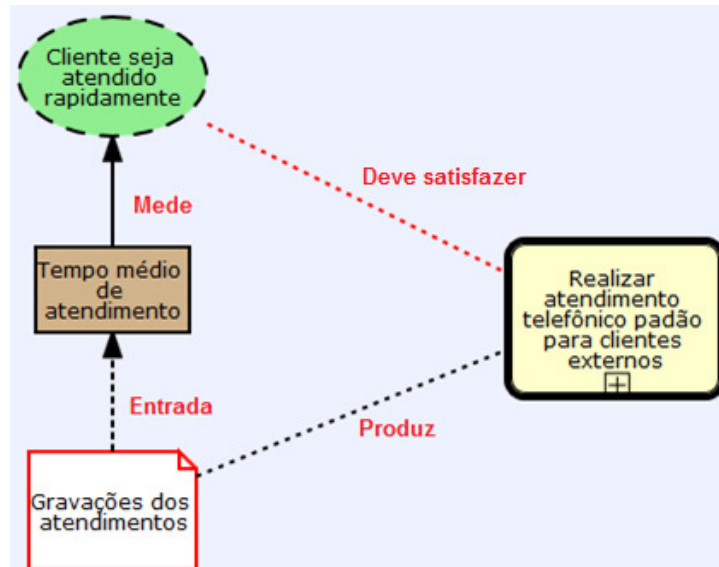 Cliente seja
atendido
rapidamente
Deve satisfazer
Mede
Tempo médio
de
atendimento
Realizar
atendimento
telefônico padão
para clientes
externos
Entrada
Produz
Gravações dos
atendimentos